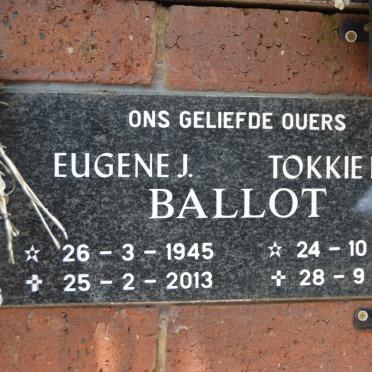 ONS GELIEFDE OUERS
EUGENE J. TOKKIE
BALLOT
26 - 3 - 1945 24 - 10
25 - 2 - 2013 28 - 9